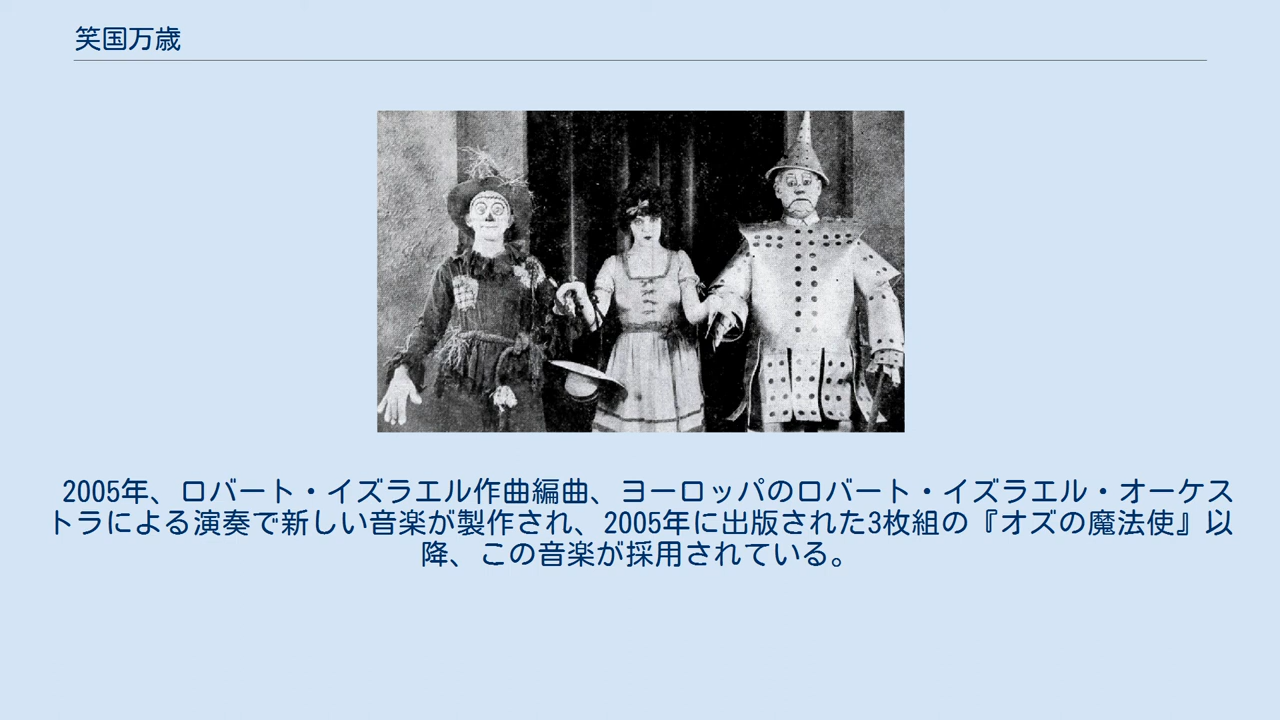 笑国万歳
2005年、ロバート・イズラエル作曲編曲、ヨーロッパのロバート・イズラエル・オーケス
トラによる演奏で新しい音楽が製作され、2005年に出版された3枚組の『オズの魔法使』以
降、この音楽が採用されている。